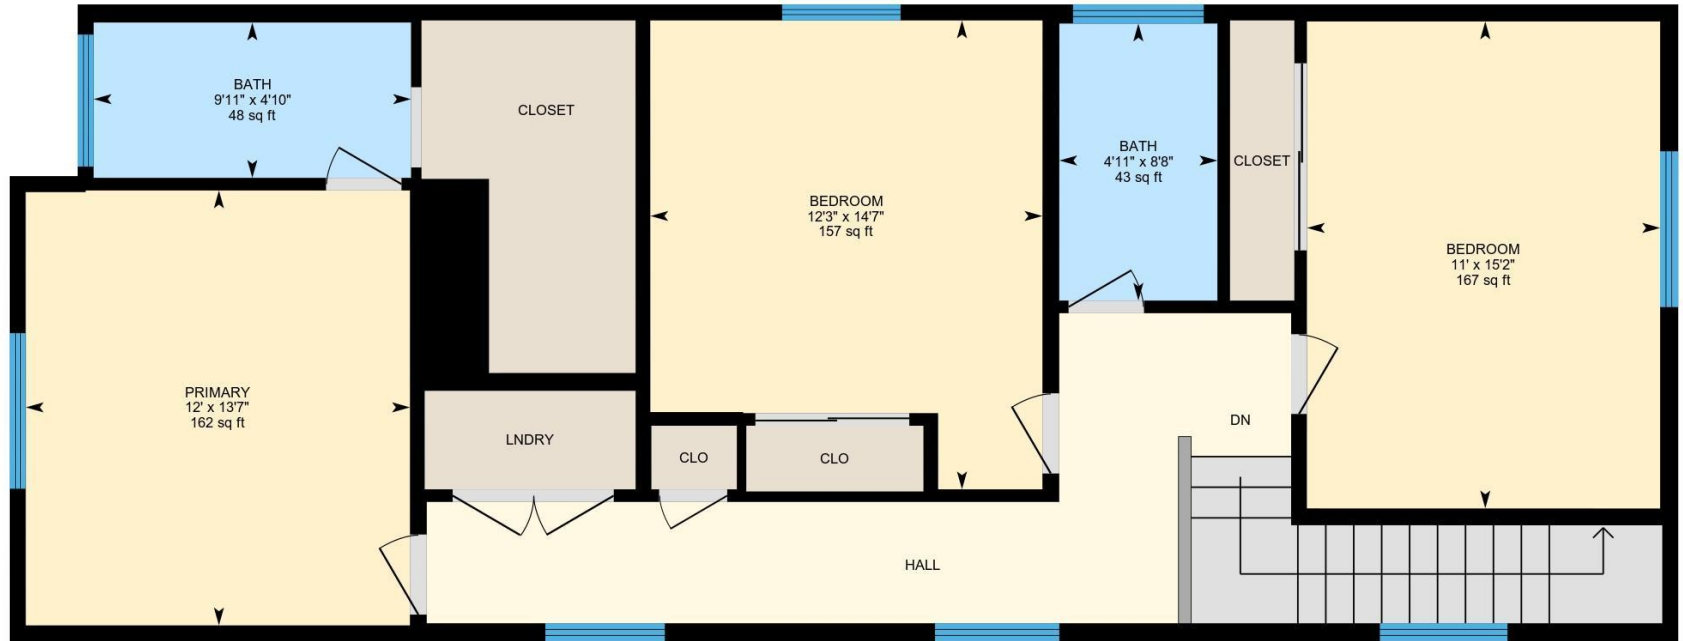 BATH
9'11" x 4'10"
48 sq ft
CLOSET
BEDROOM
12'3" x 14'7"
157 sq ft
BATH
4'11" x 8'8"
43 sq ft
CLOSET
BEDROOM
11' x 15'2"
167 sq ft
PRIMARY
12' x 13'7"
162 sq ft
LNDRY
CLO
CLO
DN
HALL